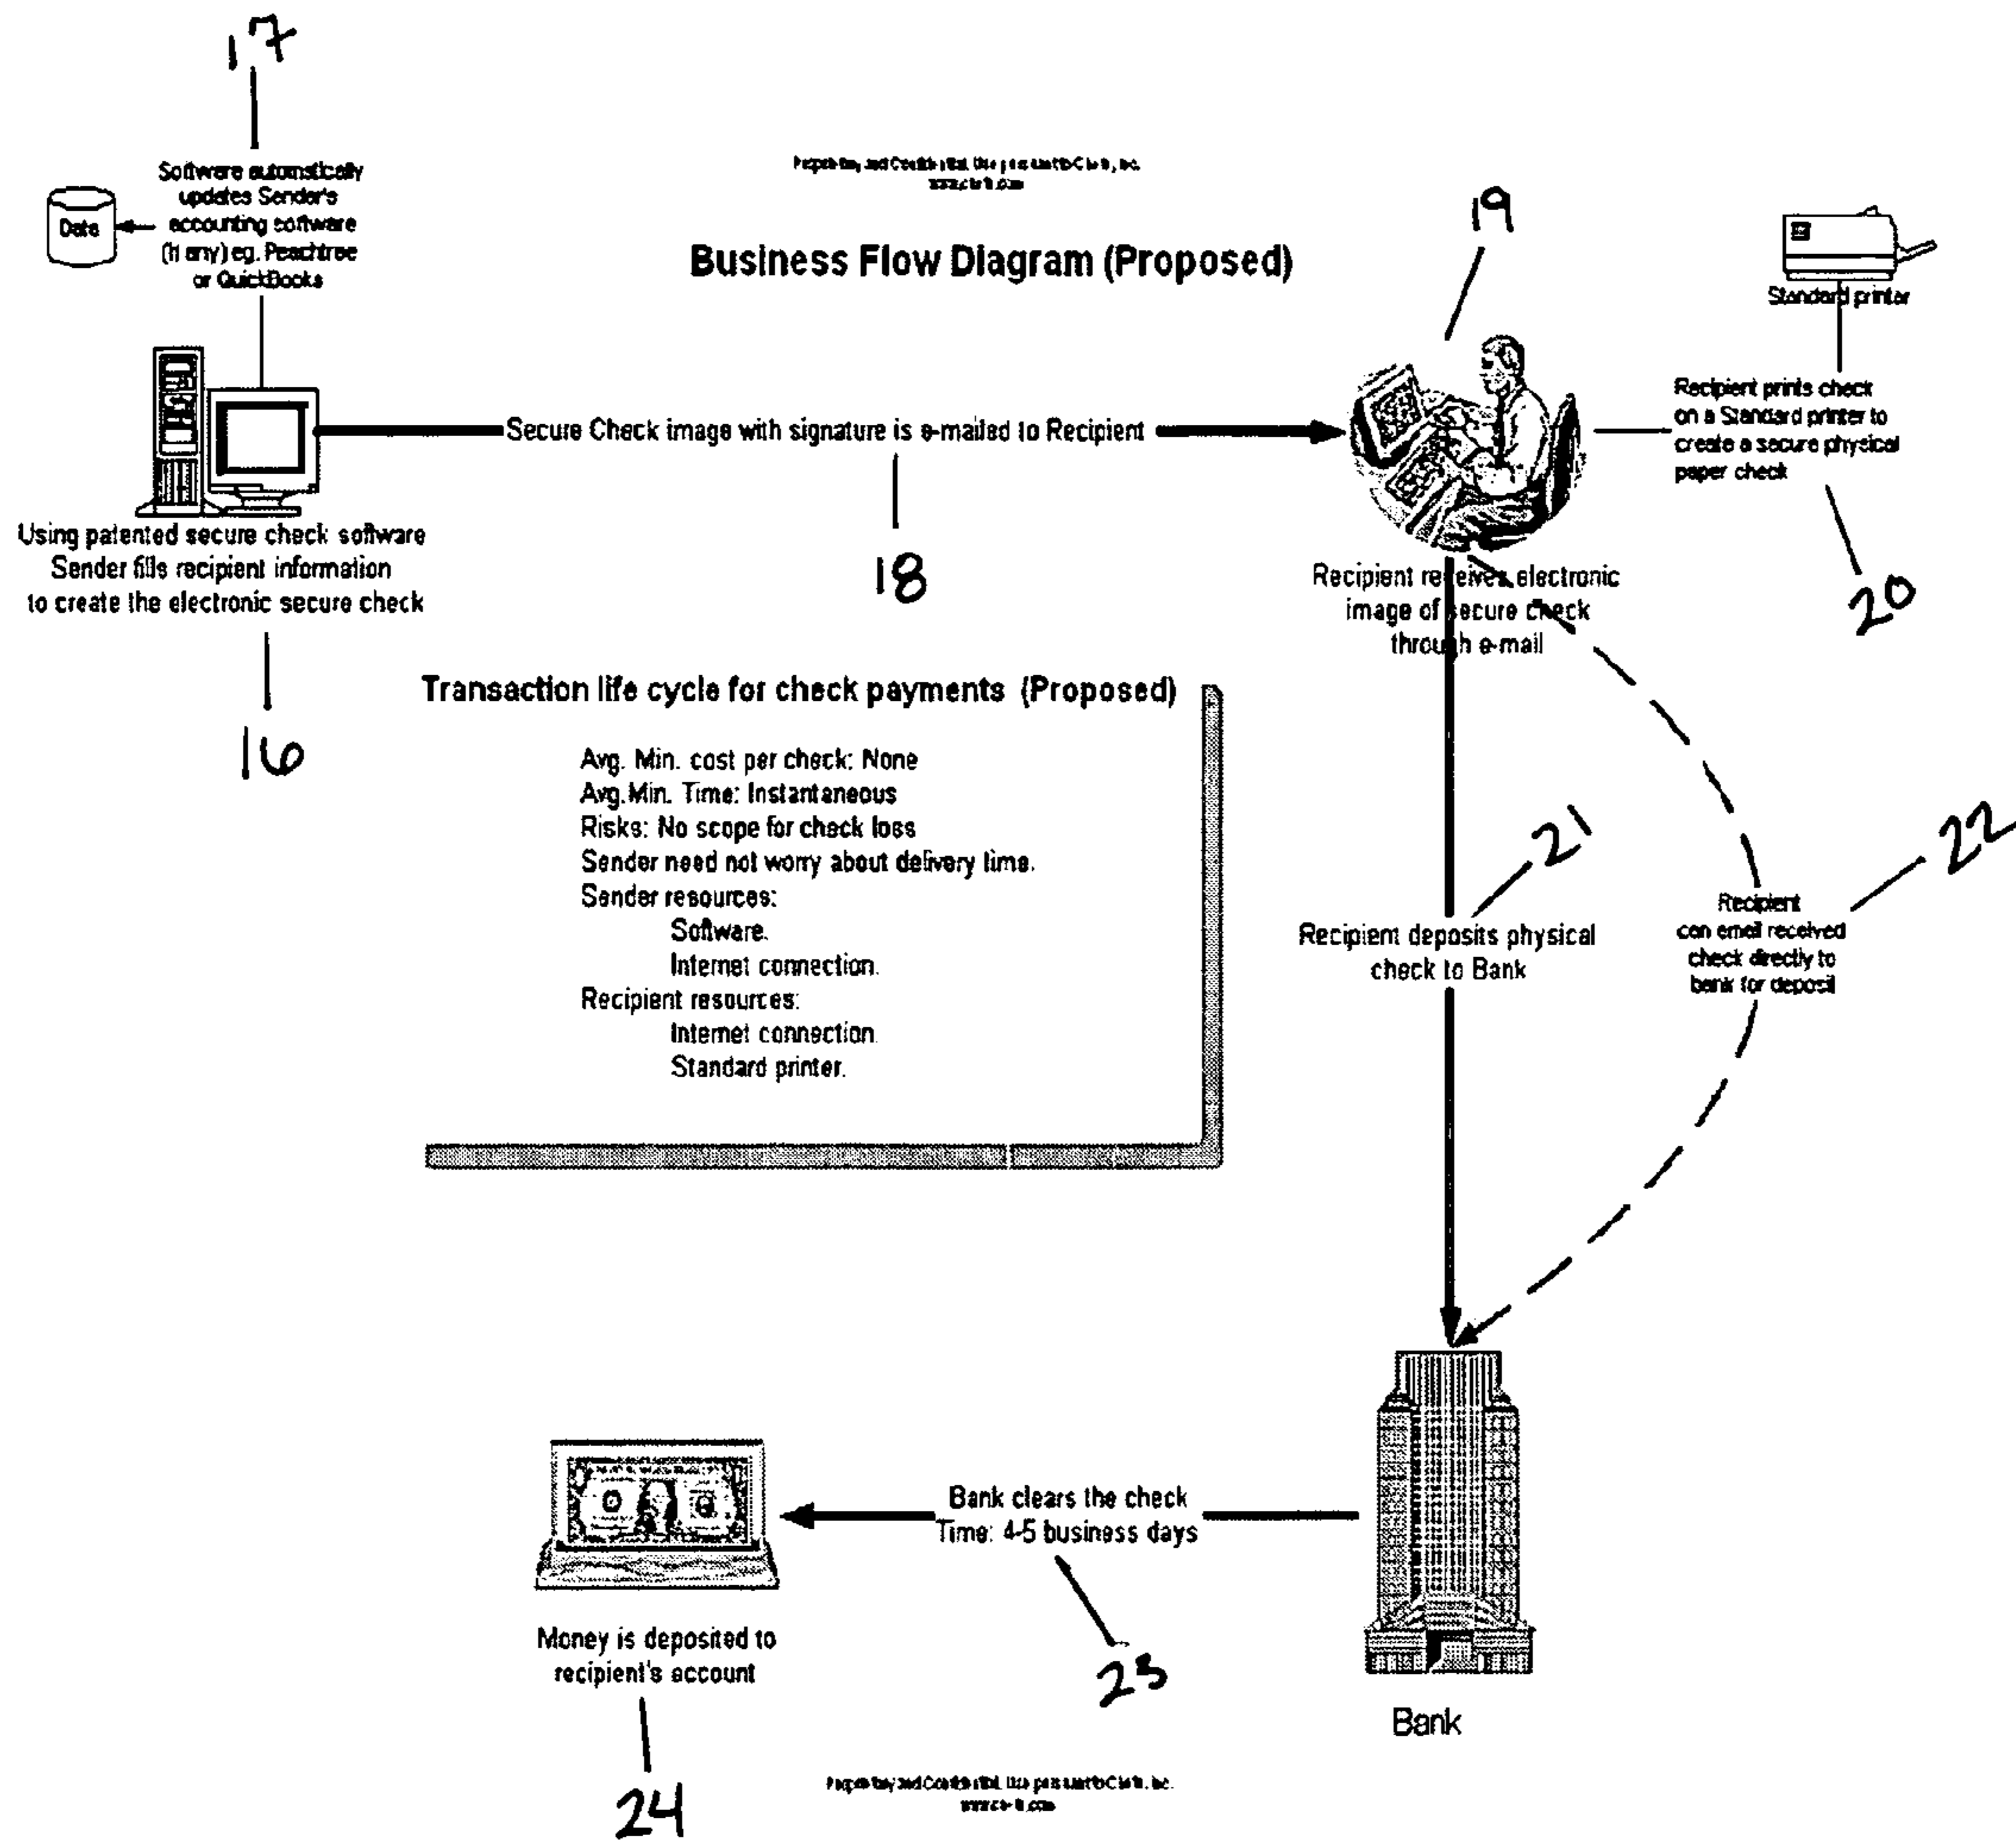 17
Software automatically
updates Sender's
accounting software
(If any) eg. Peachtree
or QuickBooks
Data
Business Flow Diagram (Proposed)
19
Standard printer
Recipient prints check
on a Standard printer to
create a secure physical
paper check
20
Secure Check image with signature is e-mailed to Recipient
18
Using patented secure check software
Sender fills recipient information
to create the electronic secure check
16
Recipient receives electronic
image of secure check
through e-mail
Transaction life cycle for check payments (Proposed)
Avg. Min. cost per check: None
Avg.Min. Time: Instantaneous
Risks: No scope for check loss
Sender need not worry about delivery time.
Sender resources:
Software.
Internet connection.
Recipient resources:
Internet connection
Standard printer.
21
Recipient deposits physical
check to Bank
22
Recipient
can email received
check directly to
bank for deposit
Bank clears the check
Time: 4-5 business days
23
Money is deposited to
recipient's account
24
Bank
Proprietary and Confidential